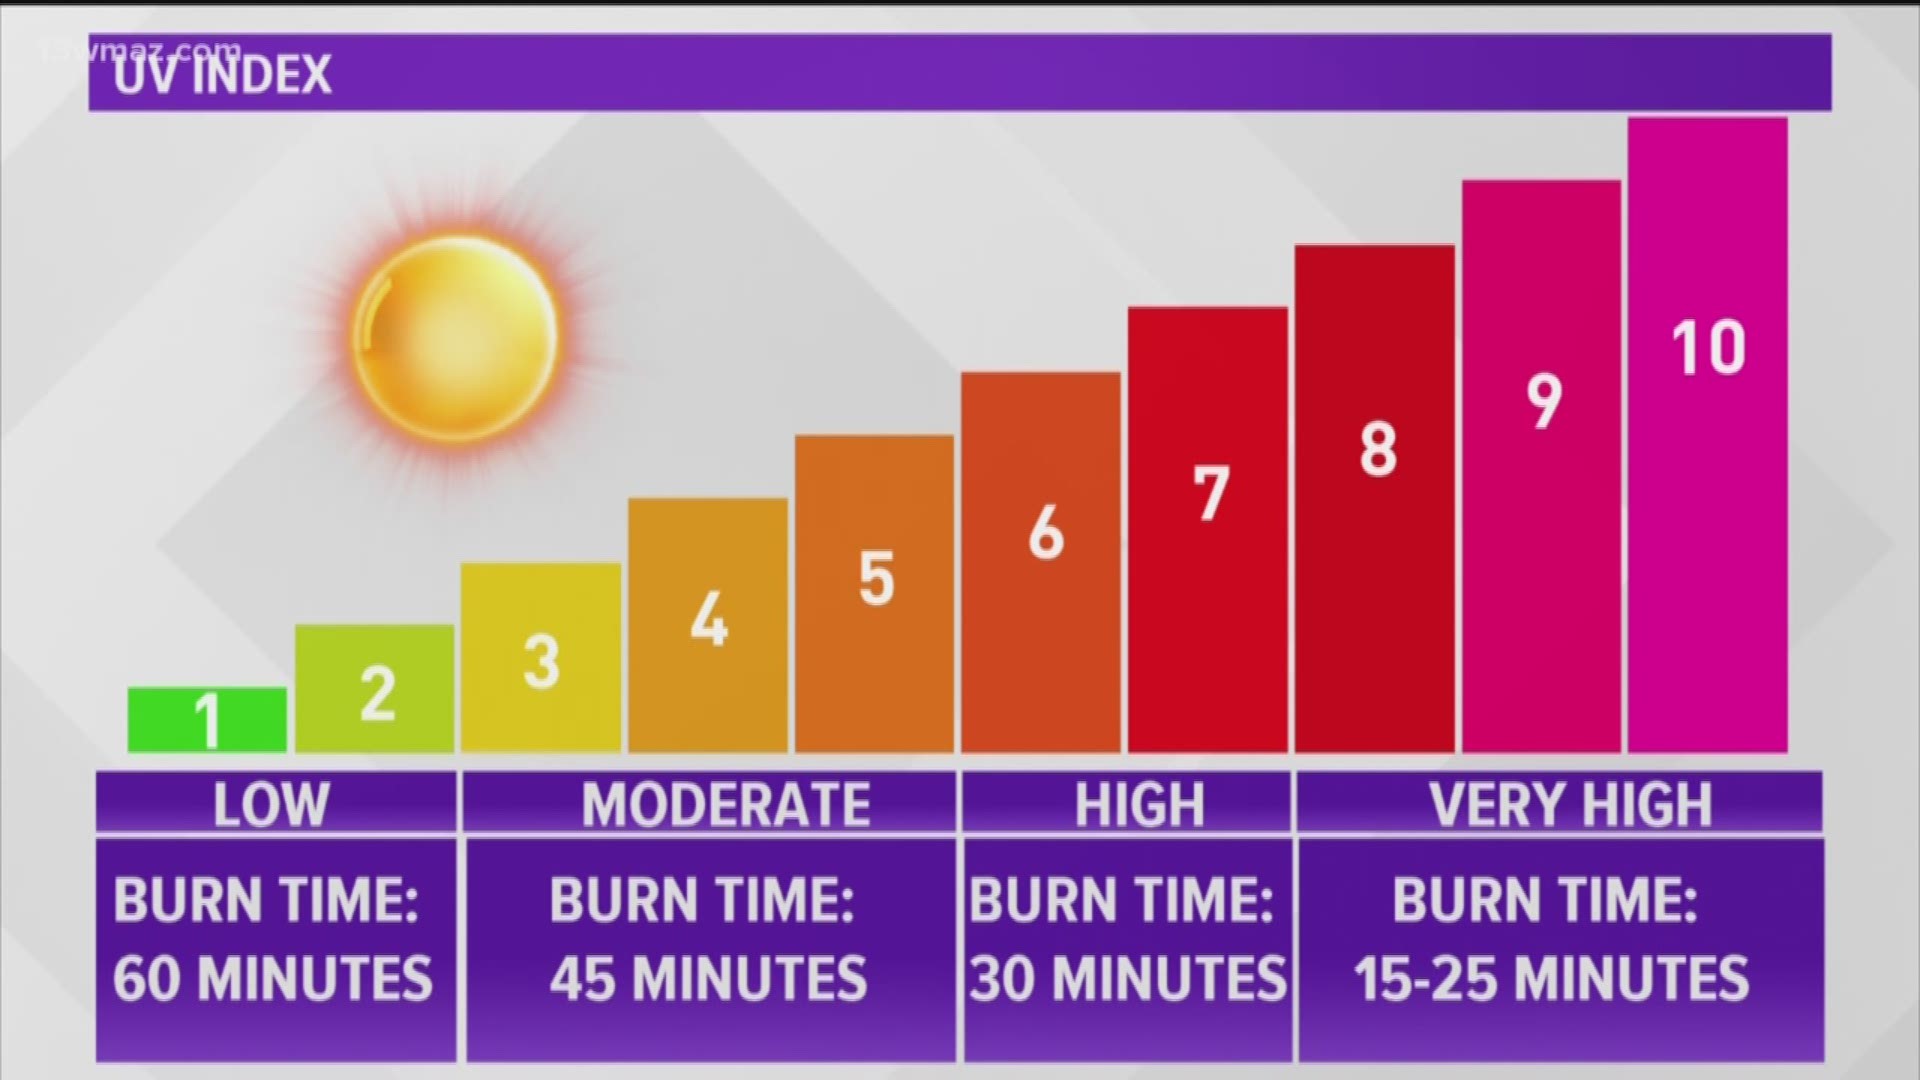 13wmaz.com
UV INDEX
1
2
3
4
5
6
7
8
9
10
LOW
MODERATE
HIGH
VERY HIGH
BURN TIME:
60 MINUTES
BURN TIME:
45 MINUTES
BURN TIME:
30 MINUTES
BURN TIME:
15-25 MINUTES